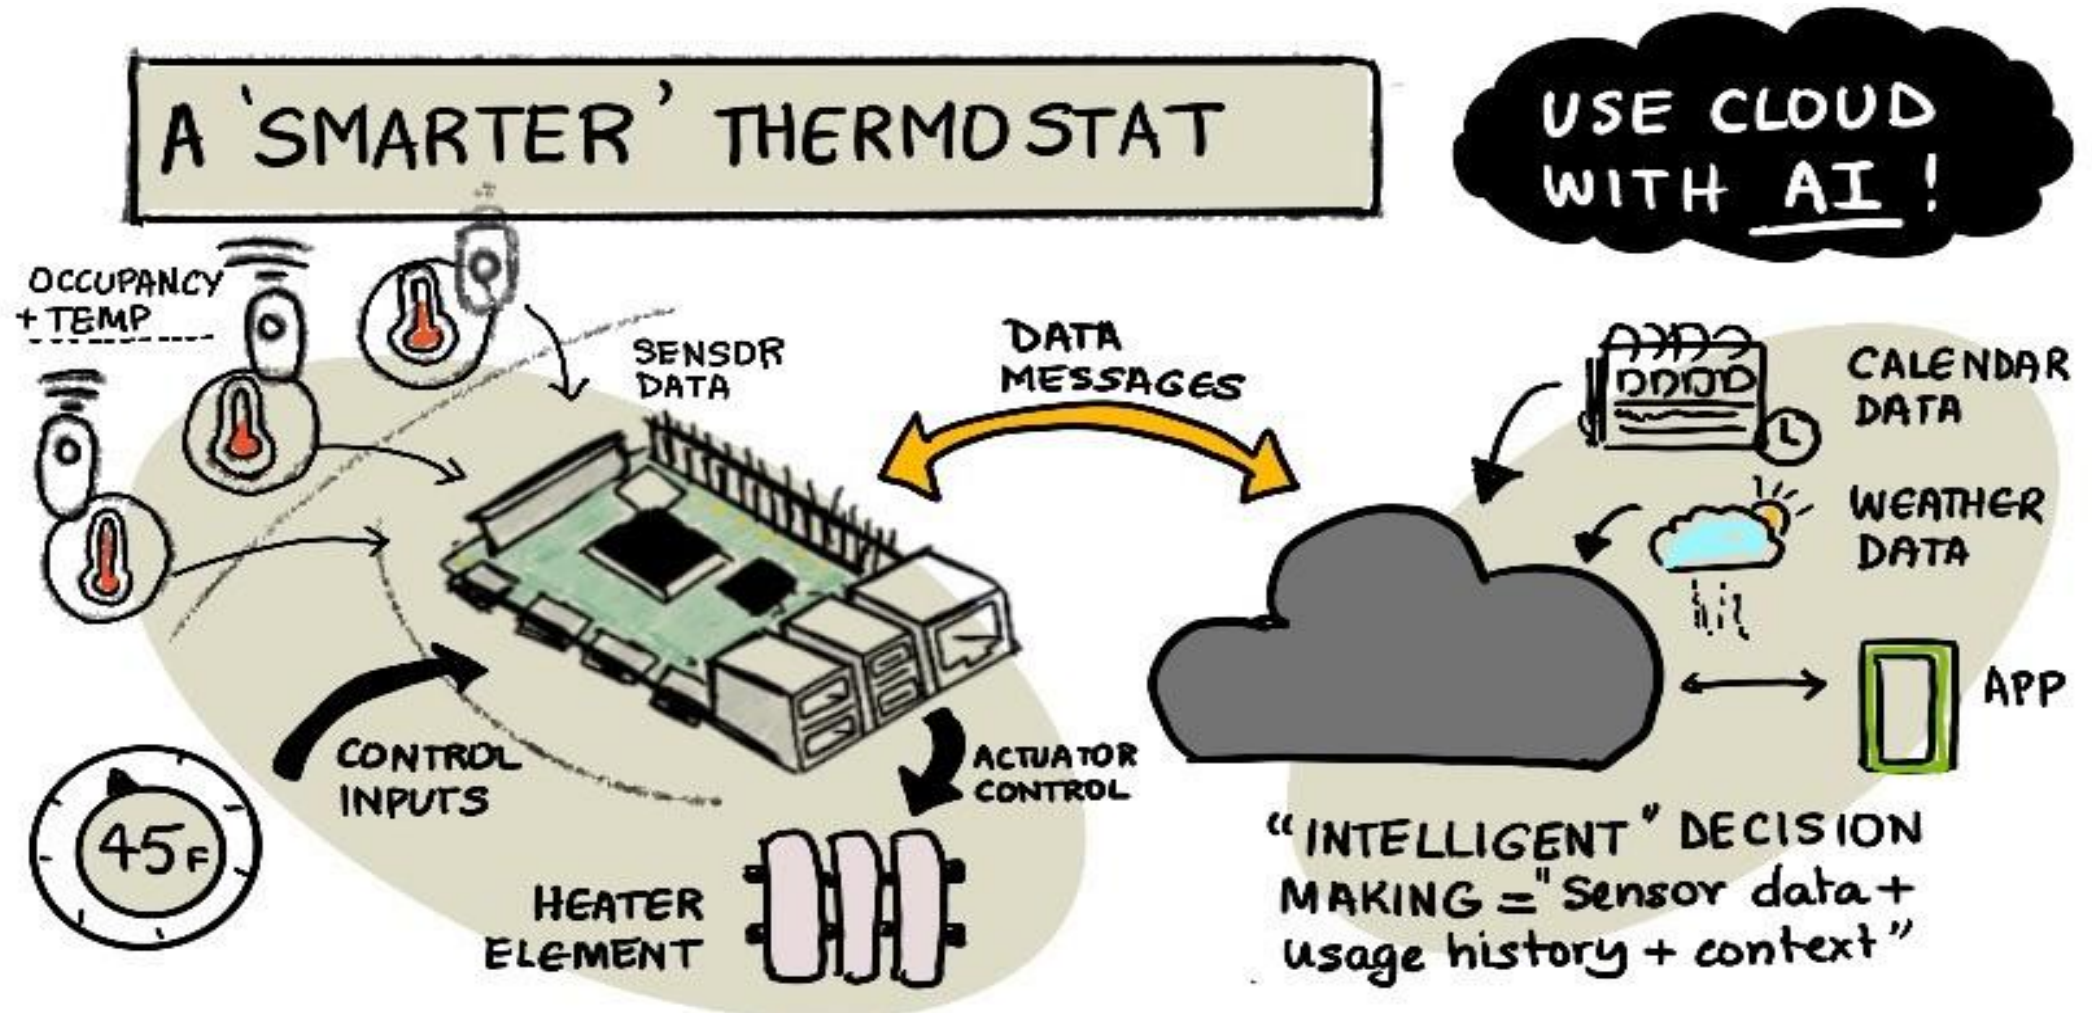 A 'SMARTER' THERMOSTAT
USE CLOUD
WITH AI!
OCCUPANCY
+ TEMP
SENSOR
DATA
DATA
MESSAGES
CALENDAR
DATA
WEATHER
DATA
APP
CONTROL
INPUTS
ACTUATOR
CONTROL
45F
HEATER
ELEMENT
"INTELLIGENT" DECISION
MAKING = "Sensor data +
usage history + context"